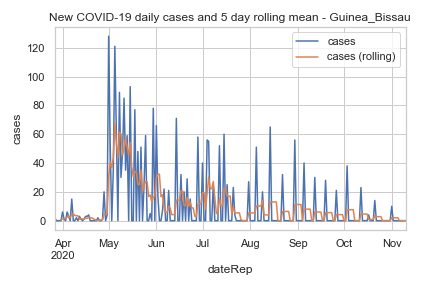 New COVID-19 daily cases and 5 day rolling mean - Guinea_Bissau
cases
cases (rolling)
120
100
80
60
40
20
0
cases
Apr May Jun Jul Aug Sep Oct Nov
2020
dateRep